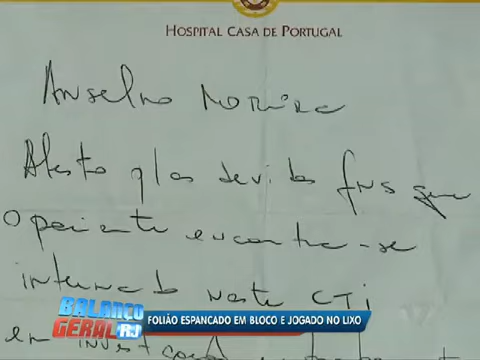 HOSPITAL CASA DE PORTUGAL
Anselmo Moreira
Atesto p/os devidos fins que
o paciente encontra-se
internado neste CTI
em
BALANÇO
GERAL RJ
FOLIÃO ESPANCADO EM BLOCO E JOGADO NO LIXO